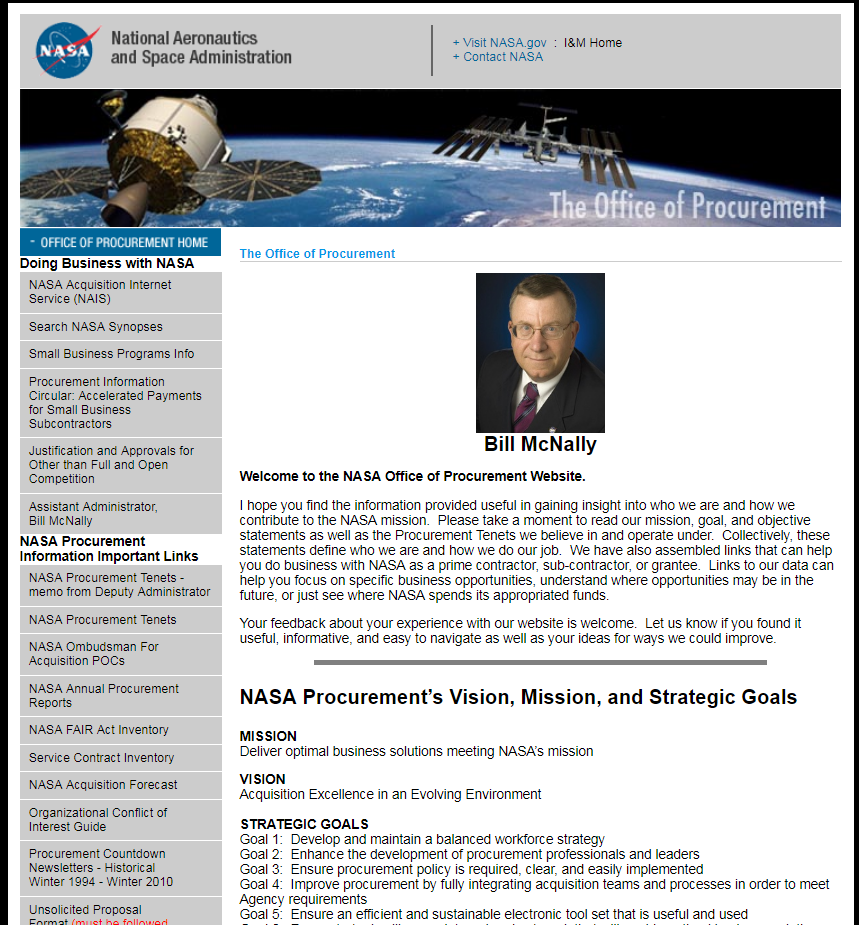 NASA
National Aeronautics
and Space Administration
+ Visit NASA.gov : I&M Home
+ Contact NASA
The Office of Procurement
- OFFICE OF PROCUREMENT HOME
Doing Business with NASA
NASA Acquisition Internet
Service (NAIS)
Search NASA Synopses
Small Business Programs Info
Procurement Information
Circular: Accelerated Payments
for Small Business
Subcontractors
Justification and Approvals for
Other than Full and Open
Competition
Assistant Administrator,
Bill McNally
NASA Procurement
Information Important Links
NASA Procurement Tenets -
memo from Deputy Administrator
NASA Procurement Tenets
NASA Ombudsman For
Acquisition POCs
NASA Annual Procurement
Reports
NASA FAIR Act Inventory
Service Contract Inventory
NASA Acquisition Forecast
Organizational Conflict of
Interest Guide
Procurement Countdown
Newsletters - Historical
Winter 1994 - Winter 2010
Unsolicited Proposal
Format (must be followed
The Office of Procurement
Bill McNally
Welcome to the NASA Office of Procurement Website.
I hope you find the information provided useful in gaining insight into who we are and how we
contribute to the NASA mission.  Please take a moment to read our mission, goal, and objective
statements as well as the Procurement Tenets we believe in and operate under.  Collectively, these
statements define who we are and how we do our job.  We have also assembled links that can help
you do business with NASA as a prime contractor, sub-contractor, or grantee.  Links to our data can
help you focus on specific business opportunities, understand where opportunities may be in the
future, or just see where NASA spends its appropriated funds.
Your feedback about your experience with our website is welcome.  Let us know if you found it
useful, informative, and easy to navigate as well as your ideas for ways we could improve.
NASA Procurement’s Vision, Mission, and Strategic Goals
MISSION
Deliver optimal business solutions meeting NASA’s mission
VISION
Acquisition Excellence in an Evolving Environment
STRATEGIC GOALS
Goal 1:  Develop and maintain a balanced workforce strategy
Goal 2:  Enhance the development of procurement professionals and leaders
Goal 3:  Ensure procurement policy is required, clear, and easily implemented
Goal 4:  Improve procurement by fully integrating acquisition teams and processes in order to meet
Agency requirements
Goal 5:  Ensure an efficient and sustainable electronic tool set that is useful and used